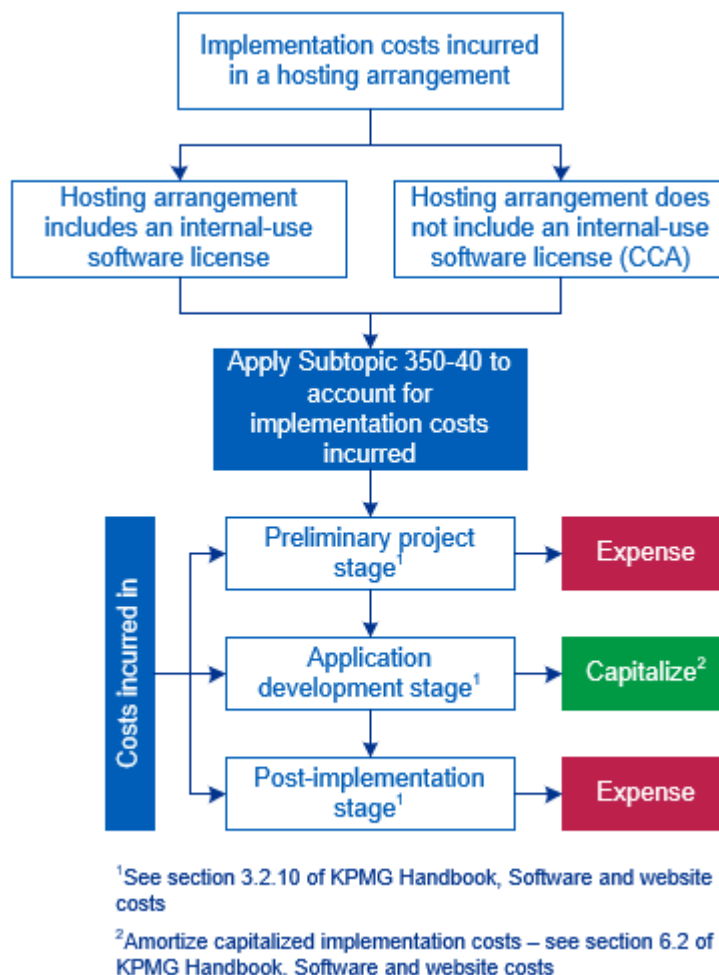 Implementation costs incurred
in a hosting arrangement
Hosting arrangement
includes an internal-use
software license
Hosting arrangement does
not include an internal-use
software license (CCA)
Apply Subtopic 350-40 to
account for
implementation costs
incurred
Costs incurred in
Preliminary project
stage¹
Expense
Application
development stage¹
Capitalize²
Post-implementation
stage¹
Expense
¹See section 3.2.10 of KPMG Handbook, Software and website
costs
²Amortize capitalized implementation costs – see section 6.2 of
KPMG Handbook, Software and website costs